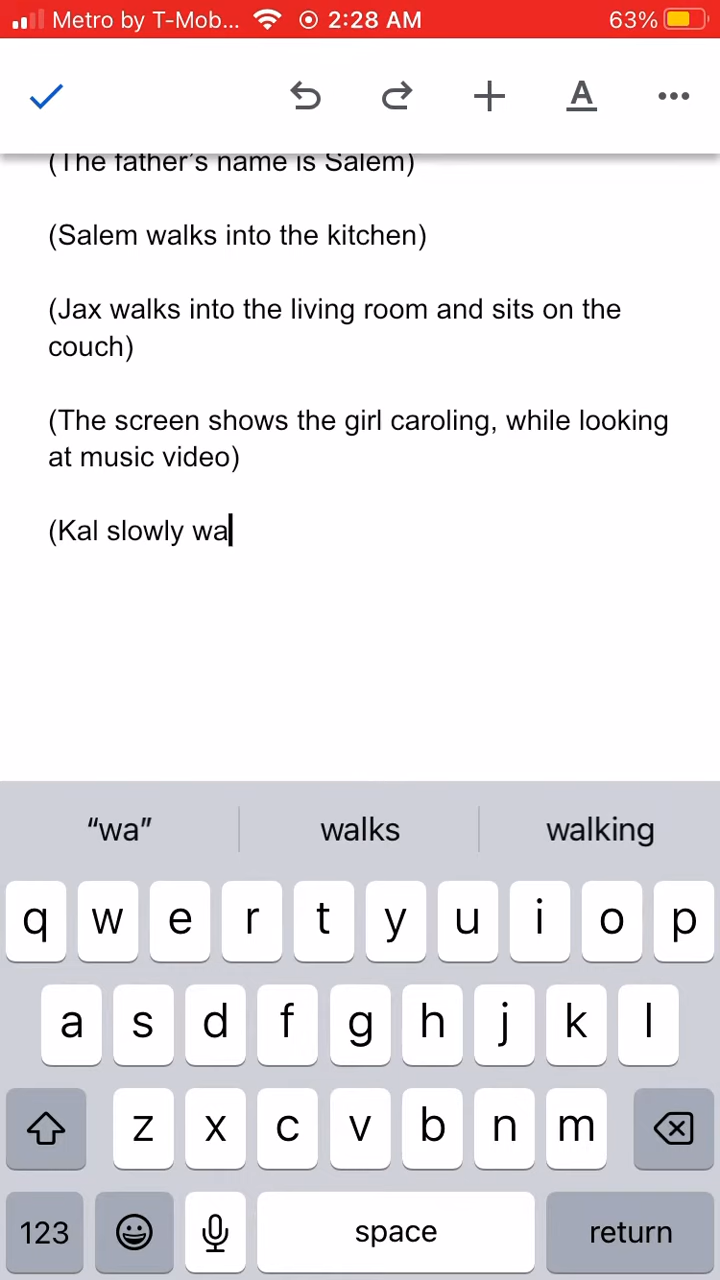 Metro by T-Mob... 2:28 AM 63%
A
(The father's name is Salem)
(Salem walks into the kitchen)
(Jax walks into the living room and sits on the
couch)
(The screen shows the girl caroling, while looking
at music video)
(Kal slowly wa
“wa” walks walking
q w e r t y u i o p
a s d f g h j k l
z x c v b n m
123 space return